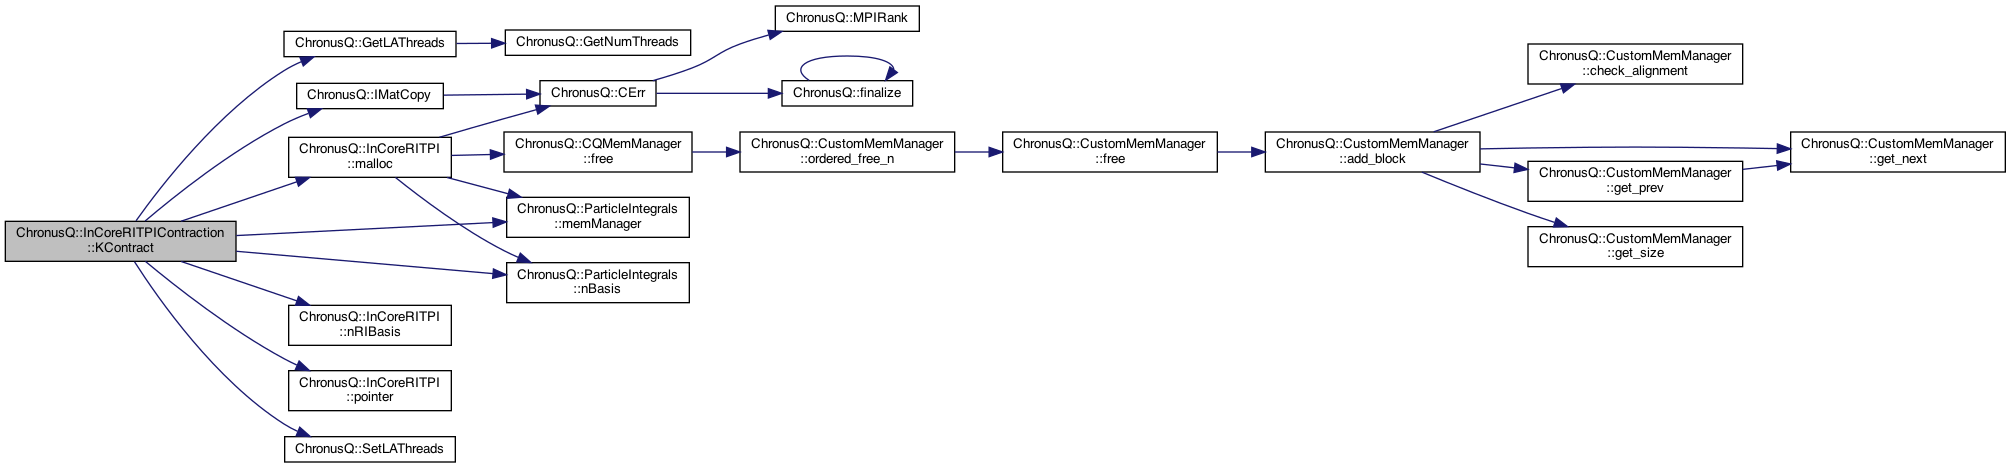 ChronusQ::InCoreRITPIContraction
::KContract
ChronusQ::GetLAThreads
ChronusQ::GetNumThreads
ChronusQ::IMatCopy
ChronusQ::CErr
ChronusQ::MPIRank
ChronusQ::finalize
ChronusQ::InCoreRITPI
::malloc
ChronusQ::CQMemManager
::free
ChronusQ::CustomMemManager
::ordered_free_n
ChronusQ::CustomMemManager
::free
ChronusQ::CustomMemManager
::add_block
ChronusQ::CustomMemManager
::check_alignment
ChronusQ::CustomMemManager
::get_next
ChronusQ::CustomMemManager
::get_prev
ChronusQ::CustomMemManager
::get_size
ChronusQ::ParticleIntegrals
::memManager
ChronusQ::ParticleIntegrals
::nBasis
ChronusQ::InCoreRITPI
::nRIBasis
ChronusQ::InCoreRITPI
::pointer
ChronusQ::SetLAThreads